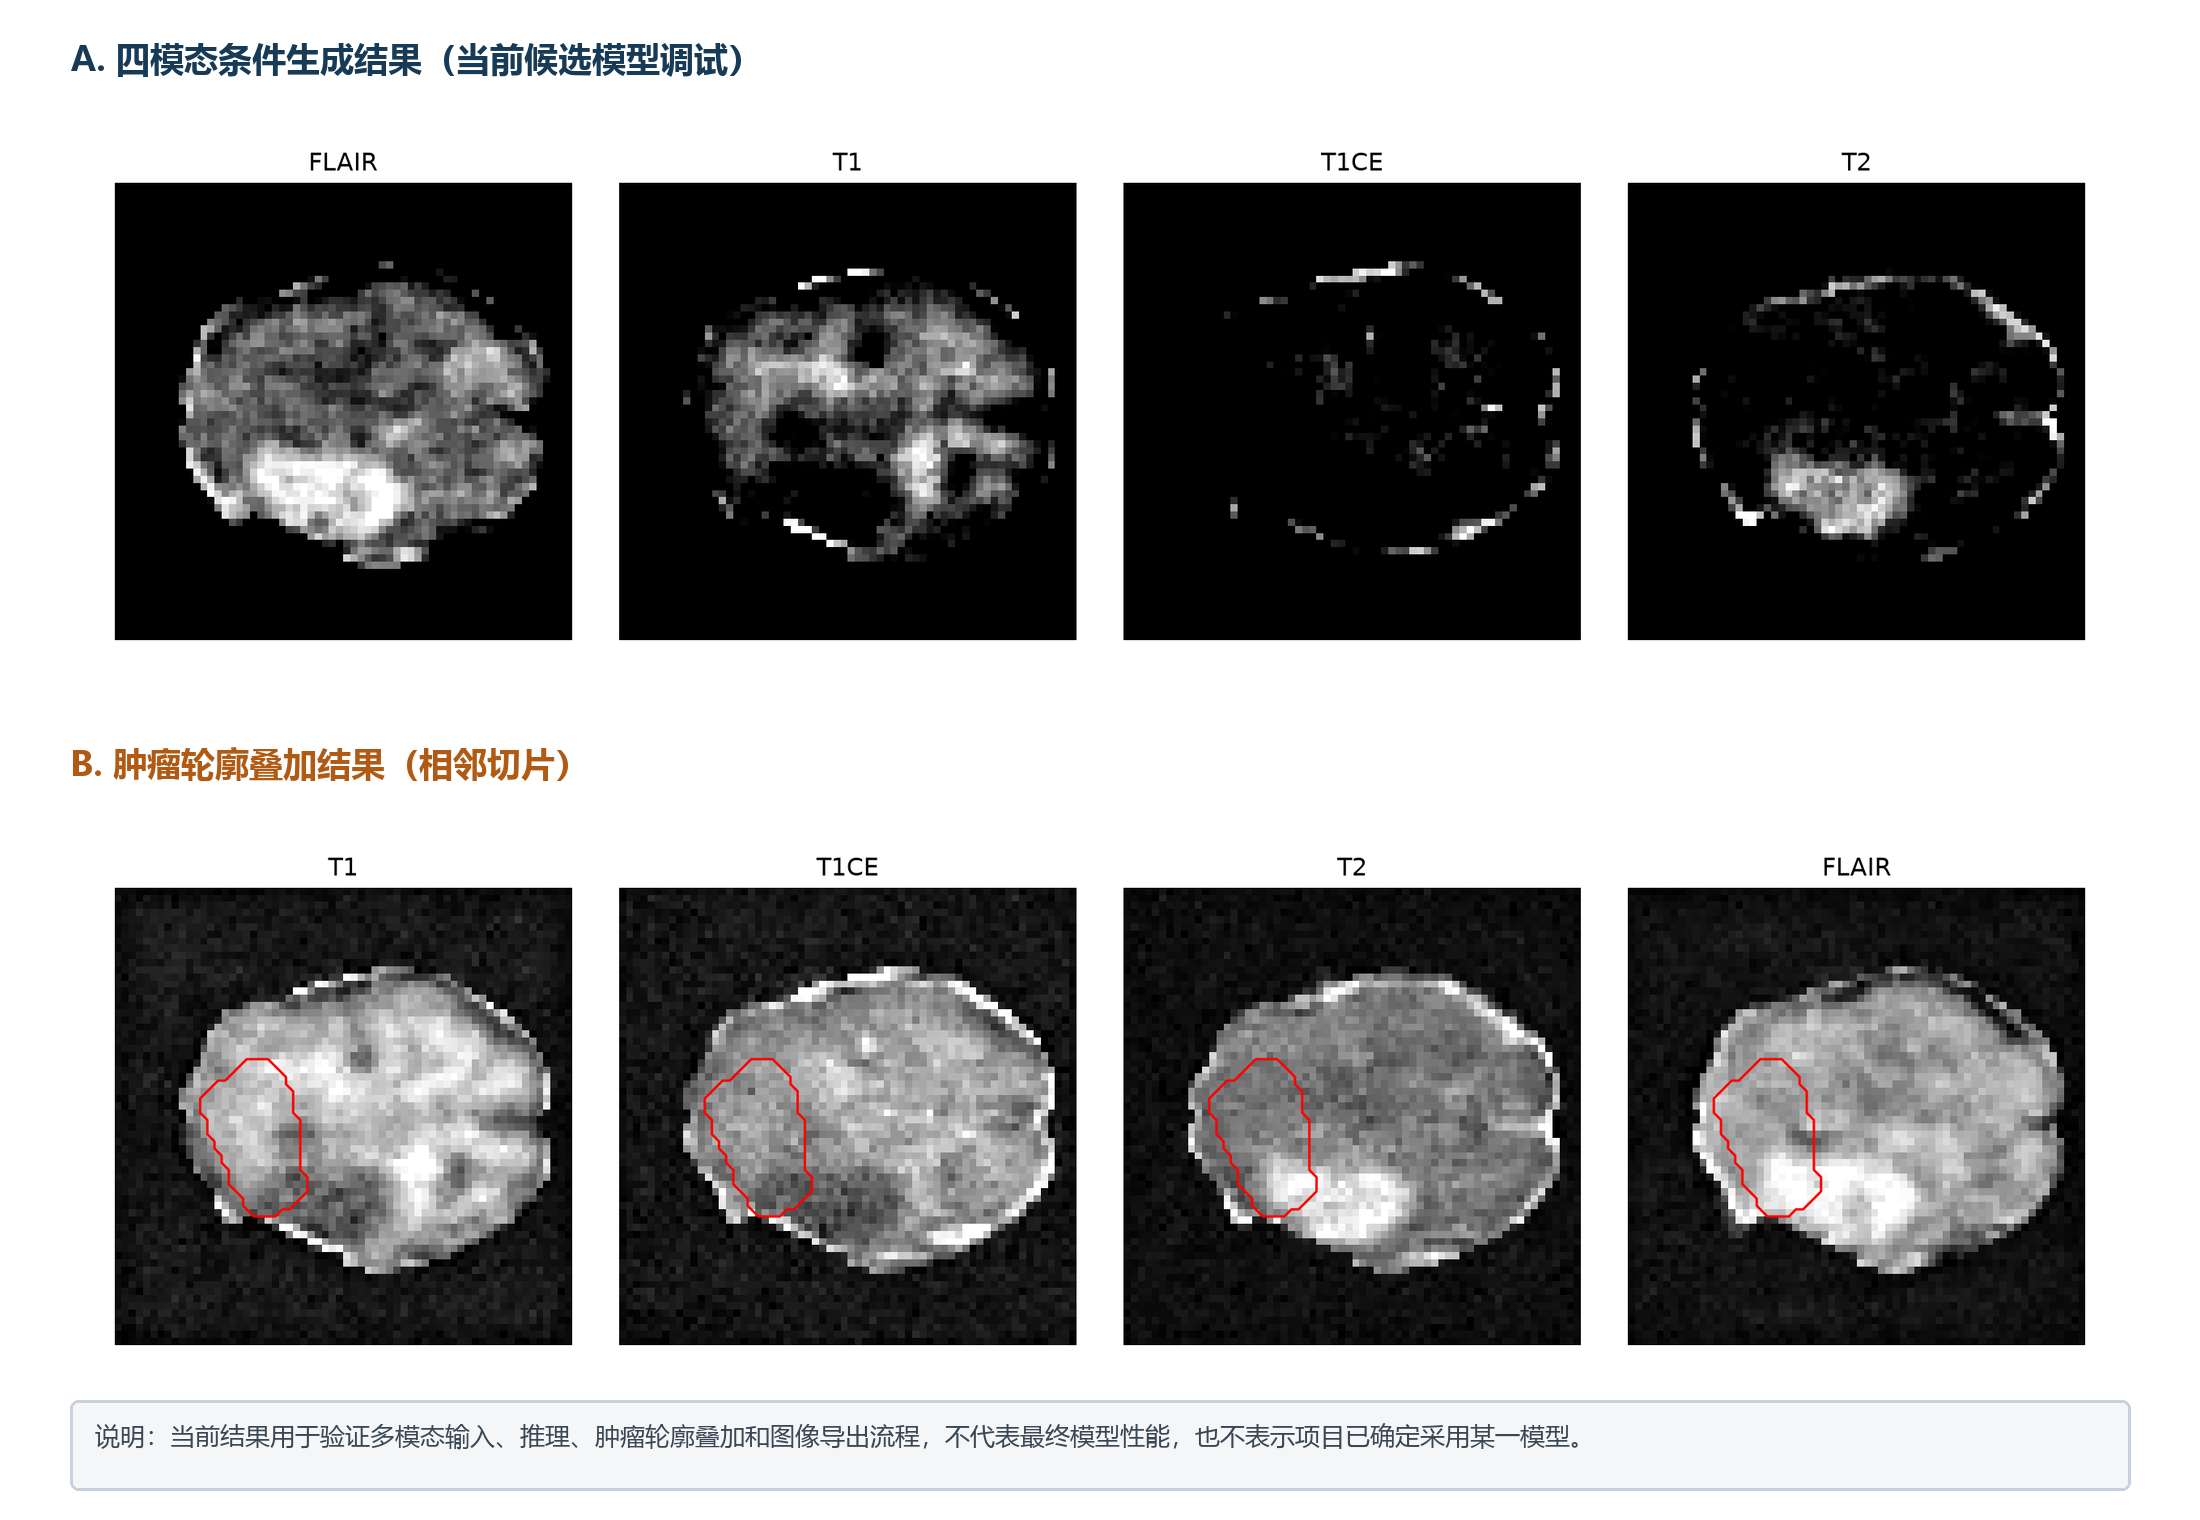 A. 四模态条件生成结果（当前候选模型调试）
FLAIR
T1
T1CE
T2
B. 肿瘤轮廓叠加结果（相邻切片）
T1
T1CE
T2
FLAIR
说明：当前结果用于验证多模态输入、推理、肿瘤轮廓叠加和图像导出流程，不代表最终模型性能，也不表示项目已确定采用某一模型。